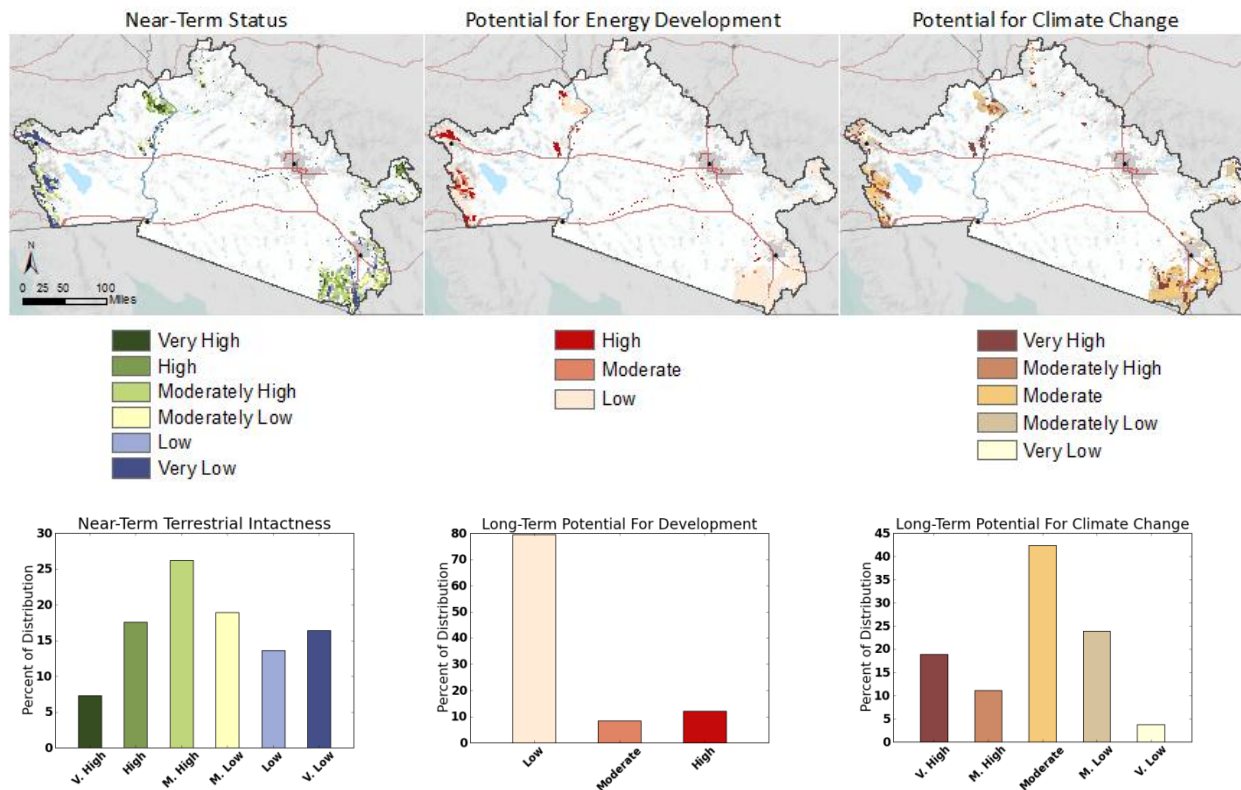 Near-Term Status
Potential for Energy Development
Potential for Climate Change
N
0 25 50 100
Miles
Very High
High
Moderately High
Moderately Low
Low
Very Low
High
Moderate
Low
Very High
Moderately High
Moderate
Moderately Low
Very Low
Near-Term Terrestrial Intactness
30
25
20
15
10
5
0
Percent of Distribution
V. High
High
M. High
M. Low
Low
V. Low
Long-Term Potential For Development
80
70
60
50
40
30
20
10
0
Percent of Distribution
Low
Moderate
High
Long-Term Potential For Climate Change
45
40
35
30
25
20
15
10
5
0
Percent of Distribution
V. High
M. High
Moderate
M. Low
V. Low